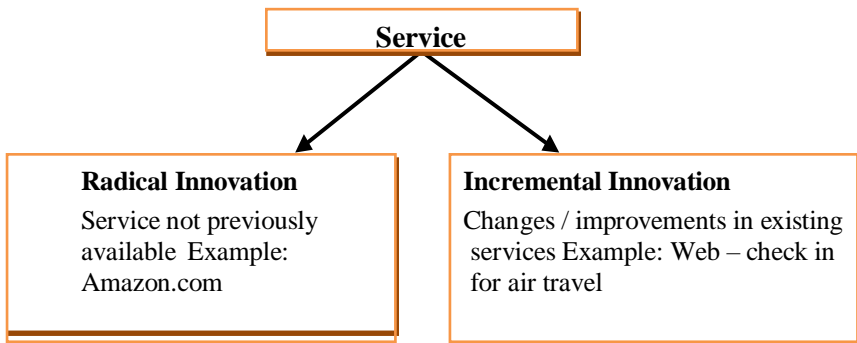 Service
Radical Innovation
Service not previously
available Example:
Amazon.com
Incremental Innovation
Changes / improvements in existing
services Example: Web – check in
for air travel